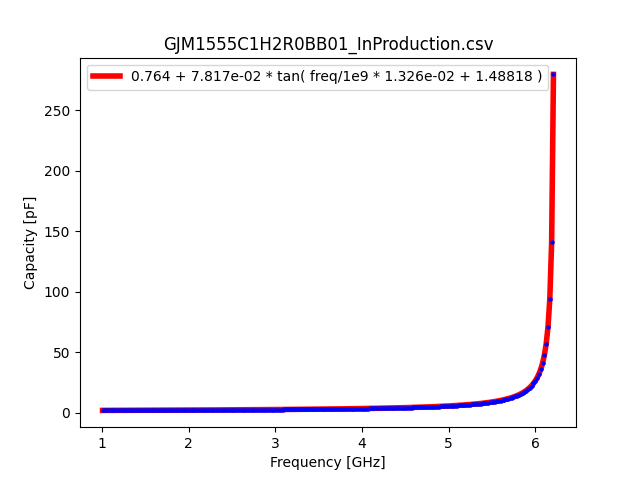 GJM1555C1H2R0BB01_InProduction.csv
0.764 + 7.817e-02 * tan( freq/1e9 * 1.326e-02 + 1.48818 )
Capacity [pF]
250
200
150
100
50
0
1 2 3 4 5 6
Frequency [GHz]